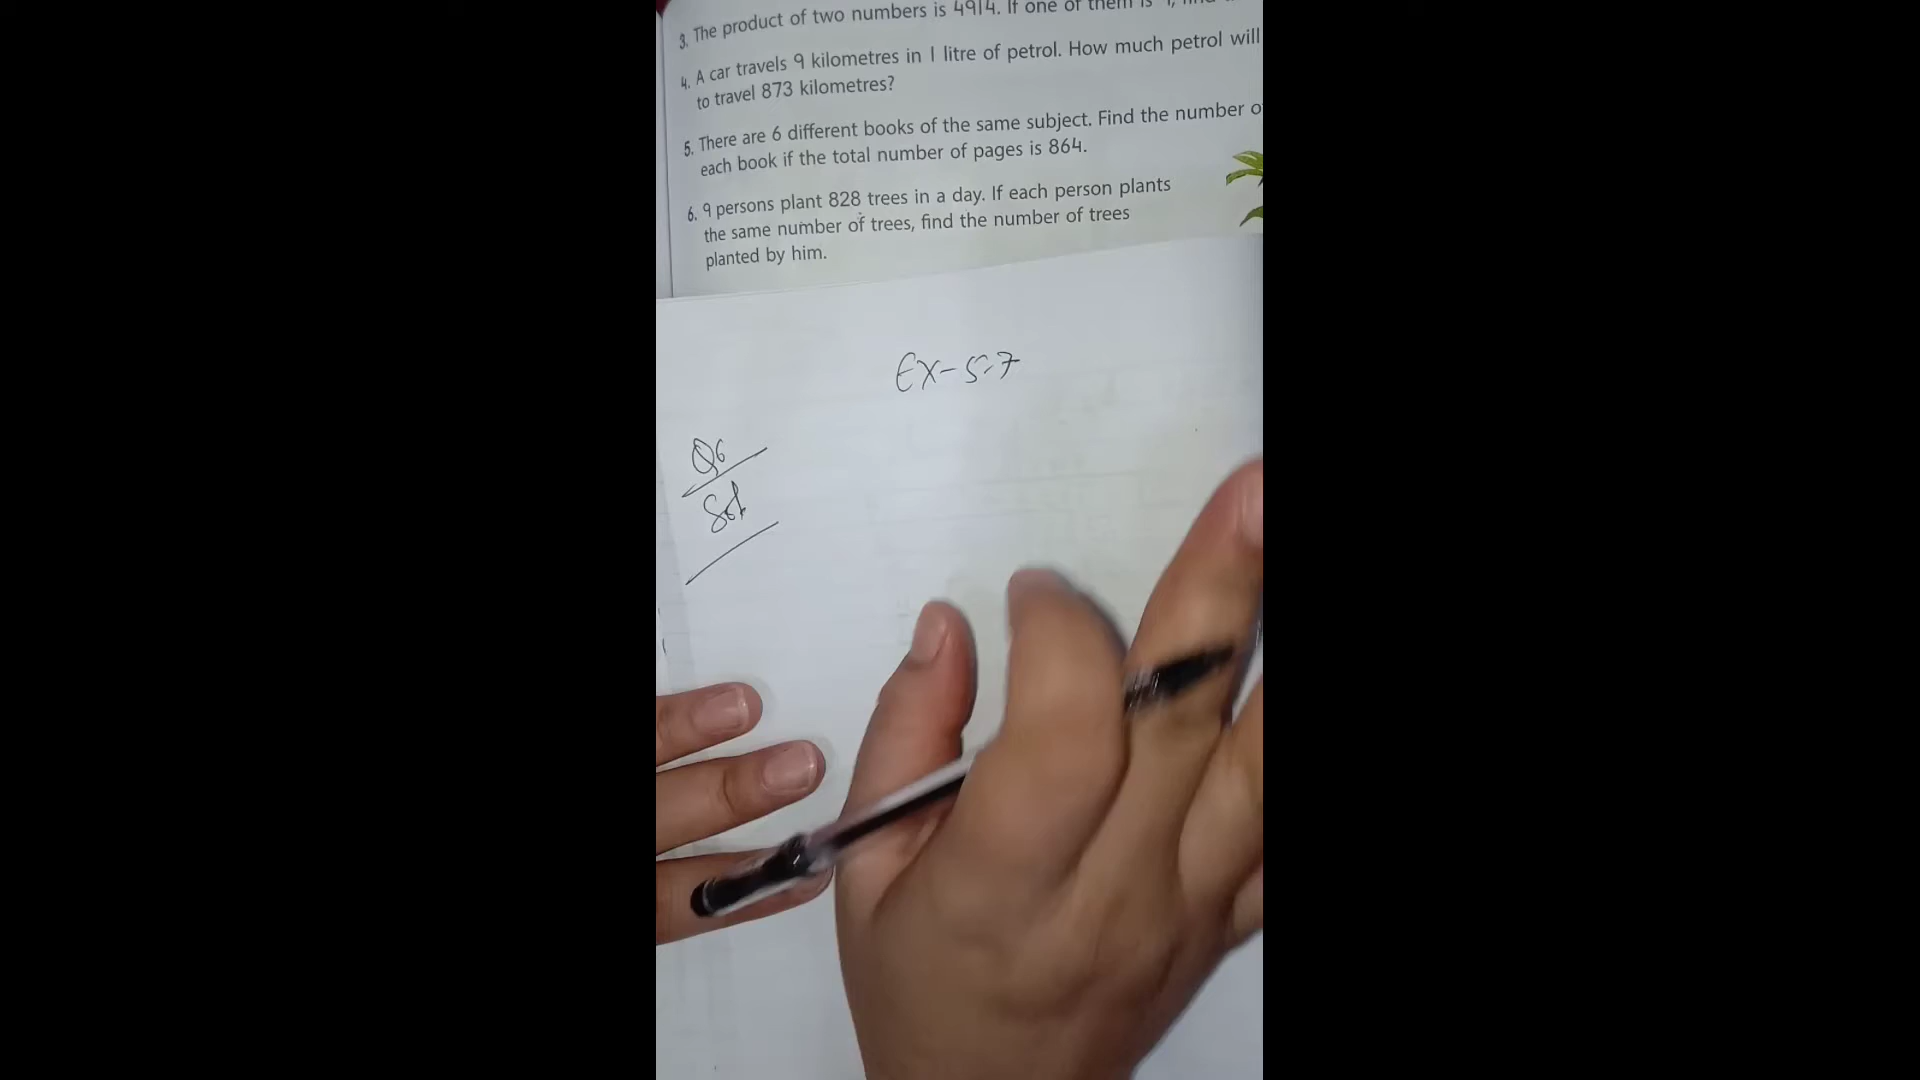 3. The product of two numbers is 4914. If one of them is
4. A car travels 9 kilometres in 1 litre of petrol. How much petrol will
to travel 873 kilometres?
5. There are 6 different books of the same subject. Find the number o
each book if the total number of pages is 864.
6. 9 persons plant 828 trees in a day. If each person plants
the same number of trees, find the number of trees
planted by him.
Ex-5.7
Q6
Sol